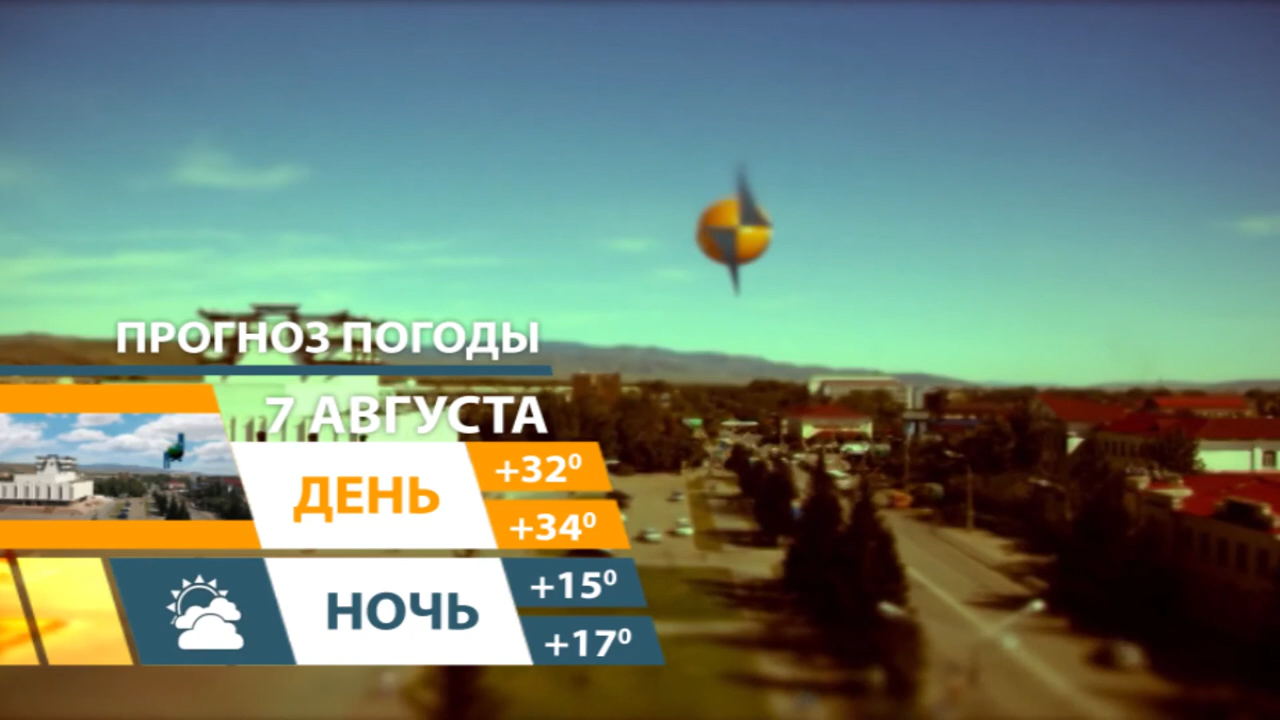 ПРОГНОЗ ПОГОДЫ
7 АВГУСТА
ДЕНЬ
+32⁰
+34⁰
НОЧЬ
+15⁰
+17⁰